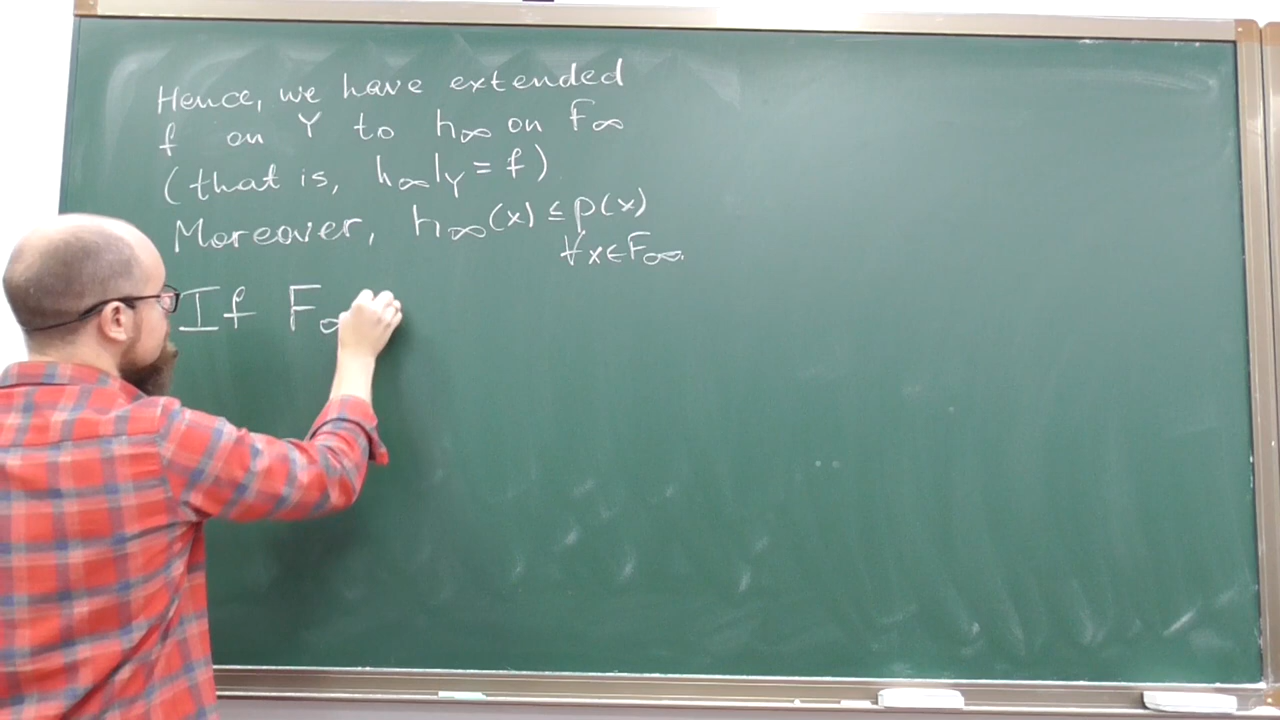 Hence, we have extended
f on Y to h∞ on F∞
(that is, h∞|Y = f)
Moreover, h∞(x) ≤ p(x)
∀x∈F∞.
If F∞